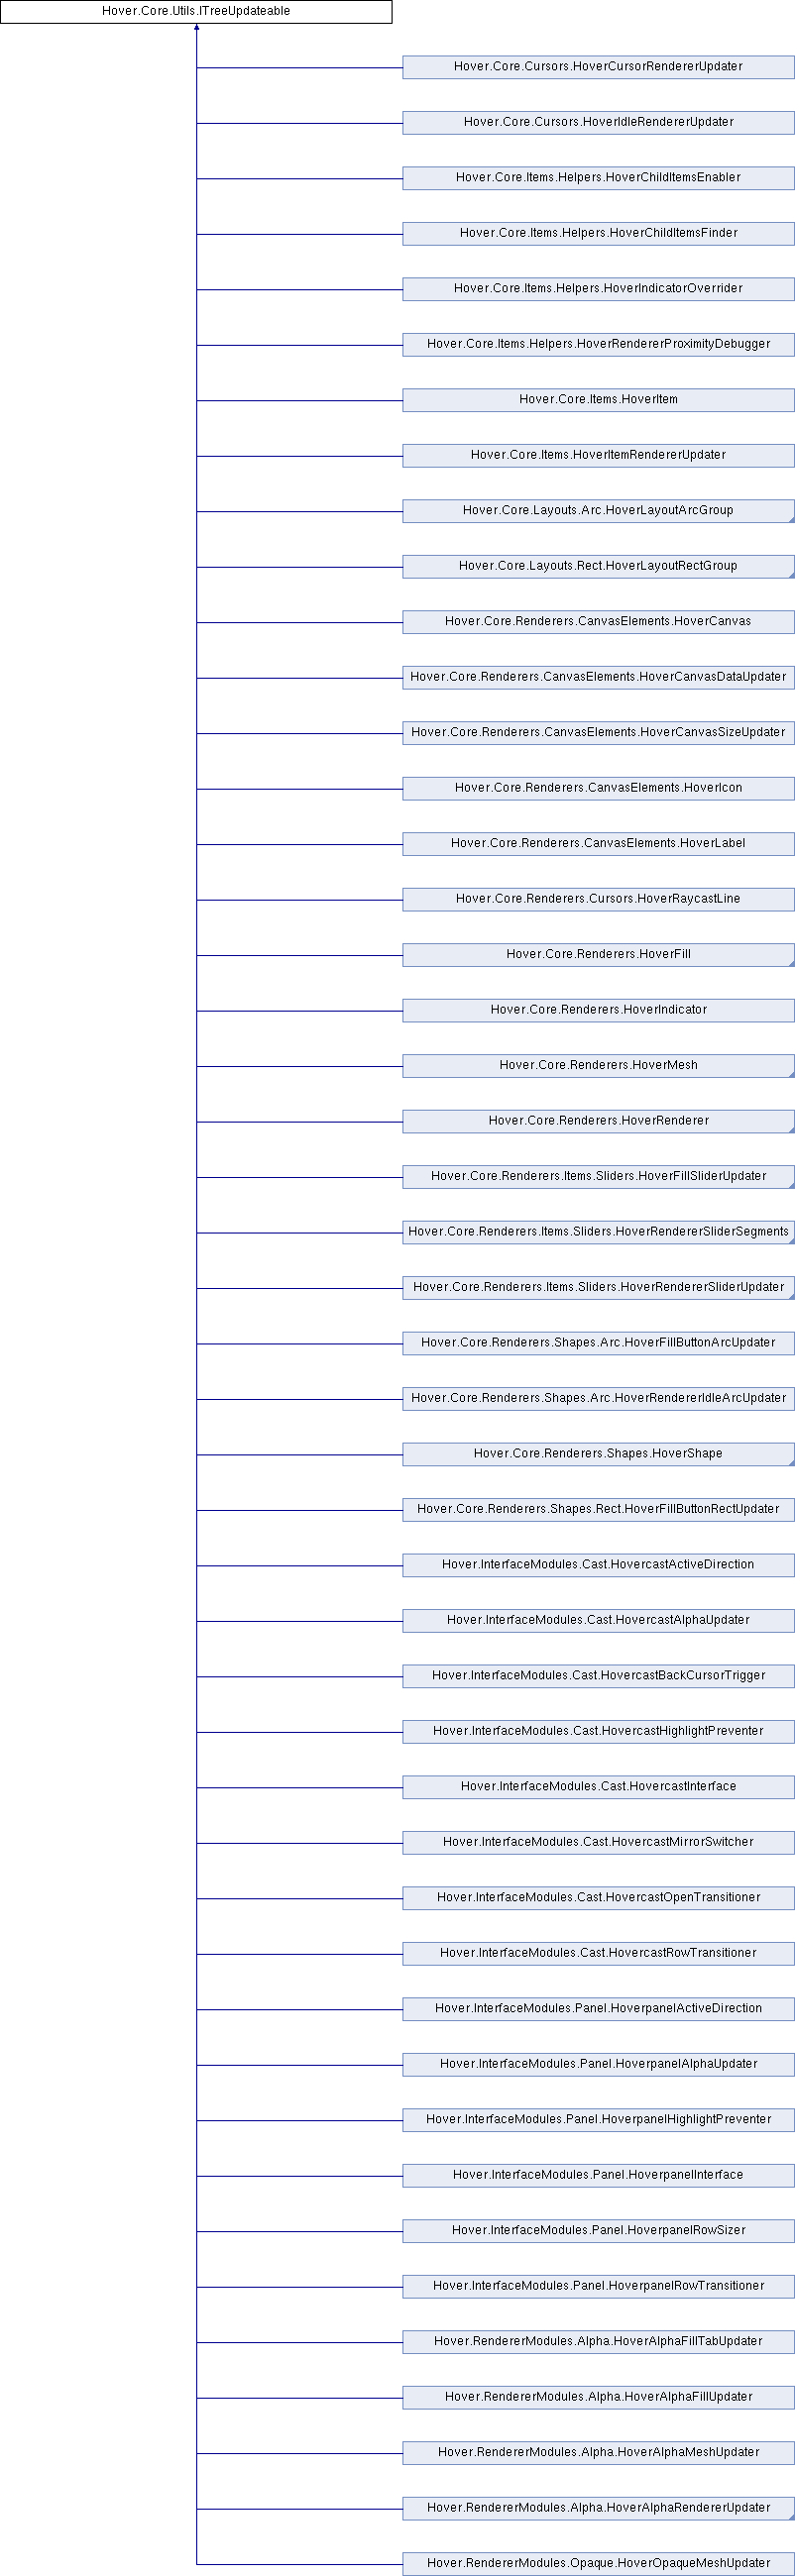 Hover.Core.Utils.ITreeUpdateable
Hover.Core.Cursors.HoverCursorRendererUpdater
Hover.Core.Cursors.HoverIdleRendererUpdater
Hover.Core.Items.Helpers.HoverChildItemsEnabler
Hover.Core.Items.Helpers.HoverChildItemsFinder
Hover.Core.Items.Helpers.HoverIndicatorOverrider
Hover.Core.Items.Helpers.HoverRendererProximityDebugger
Hover.Core.Items.HoverItem
Hover.Core.Items.HoverItemRendererUpdater
Hover.Core.Layouts.Arc.HoverLayoutArcGroup
Hover.Core.Layouts.Rect.HoverLayoutRectGroup
Hover.Core.Renderers.CanvasElements.HoverCanvas
Hover.Core.Renderers.CanvasElements.HoverCanvasDataUpdater
Hover.Core.Renderers.CanvasElements.HoverCanvasSizeUpdater
Hover.Core.Renderers.CanvasElements.HoverIcon
Hover.Core.Renderers.CanvasElements.HoverLabel
Hover.Core.Renderers.Cursors.HoverRaycastLine
Hover.Core.Renderers.HoverFill
Hover.Core.Renderers.HoverIndicator
Hover.Core.Renderers.HoverMesh
Hover.Core.Renderers.HoverRenderer
Hover.Core.Renderers.Items.Sliders.HoverFillSliderUpdater
Hover.Core.Renderers.Items.Sliders.HoverRendererSliderSegments
Hover.Core.Renderers.Items.Sliders.HoverRendererSliderUpdater
Hover.Core.Renderers.Shapes.Arc.HoverFillButtonArcUpdater
Hover.Core.Renderers.Shapes.Arc.HoverRendererIdleArcUpdater
Hover.Core.Renderers.Shapes.HoverShape
Hover.Core.Renderers.Shapes.Rect.HoverFillButtonRectUpdater
Hover.InterfaceModules.Cast.HovercastActiveDirection
Hover.InterfaceModules.Cast.HovercastAlphaUpdater
Hover.InterfaceModules.Cast.HovercastBackCursorTrigger
Hover.InterfaceModules.Cast.HovercastHighlightPreventer
Hover.InterfaceModules.Cast.HovercastInterface
Hover.InterfaceModules.Cast.HovercastMirrorSwitcher
Hover.InterfaceModules.Cast.HovercastOpenTransitioner
Hover.InterfaceModules.Cast.HovercastRowTransitioner
Hover.InterfaceModules.Panel.HoverpanelActiveDirection
Hover.InterfaceModules.Panel.HoverpanelAlphaUpdater
Hover.InterfaceModules.Panel.HoverpanelHighlightPreventer
Hover.InterfaceModules.Panel.HoverpanelInterface
Hover.InterfaceModules.Panel.HoverpanelRowSizer
Hover.InterfaceModules.Panel.HoverpanelRowTransitioner
Hover.RendererModules.Alpha.HoverAlphaFillTabUpdater
Hover.RendererModules.Alpha.HoverAlphaFillUpdater
Hover.RendererModules.Alpha.HoverAlphaMeshUpdater
Hover.RendererModules.Alpha.HoverAlphaRendererUpdater
Hover.RendererModules.Opaque.HoverOpaqueMeshUpdater